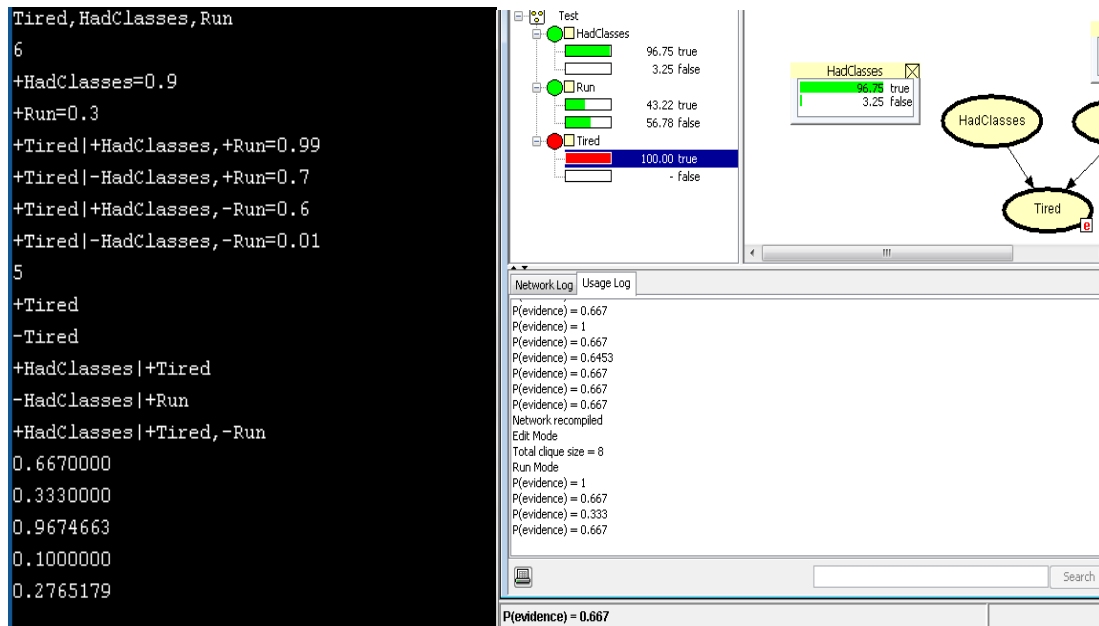 Tired,HadClasses,Run
6
+HadClasses=0.9
+Run=0.3
+Tired|+HadClasses,+Run=0.99
+Tired|-HadClasses,+Run=0.7
+Tired|+HadClasses,-Run=0.6
+Tired|-HadClasses,-Run=0.01
5
+Tired
-Tired
+HadClasses|+Tired
-HadClasses|+Run
+HadClasses|+Tired,-Run
0.6670000
0.3330000
0.9674663
0.1000000
0.2765179
Test
HadClasses
96.75 true
3.25 false
Run
43.22 true
56.78 false
Tired
100.00 true
- false
HadClasses
96.75 true
3.25 false
HadClasses
Tired
e
Network Log Usage Log
P(evidence) = 0.667
P(evidence) = 1
P(evidence) = 0.667
P(evidence) = 0.6453
P(evidence) = 0.667
P(evidence) = 0.667
P(evidence) = 0.667
Network recompiled
Edit Mode
Total clique size = 8
Run Mode
P(evidence) = 1
P(evidence) = 0.667
P(evidence) = 0.333
P(evidence) = 0.667
Search
P(evidence) = 0.667